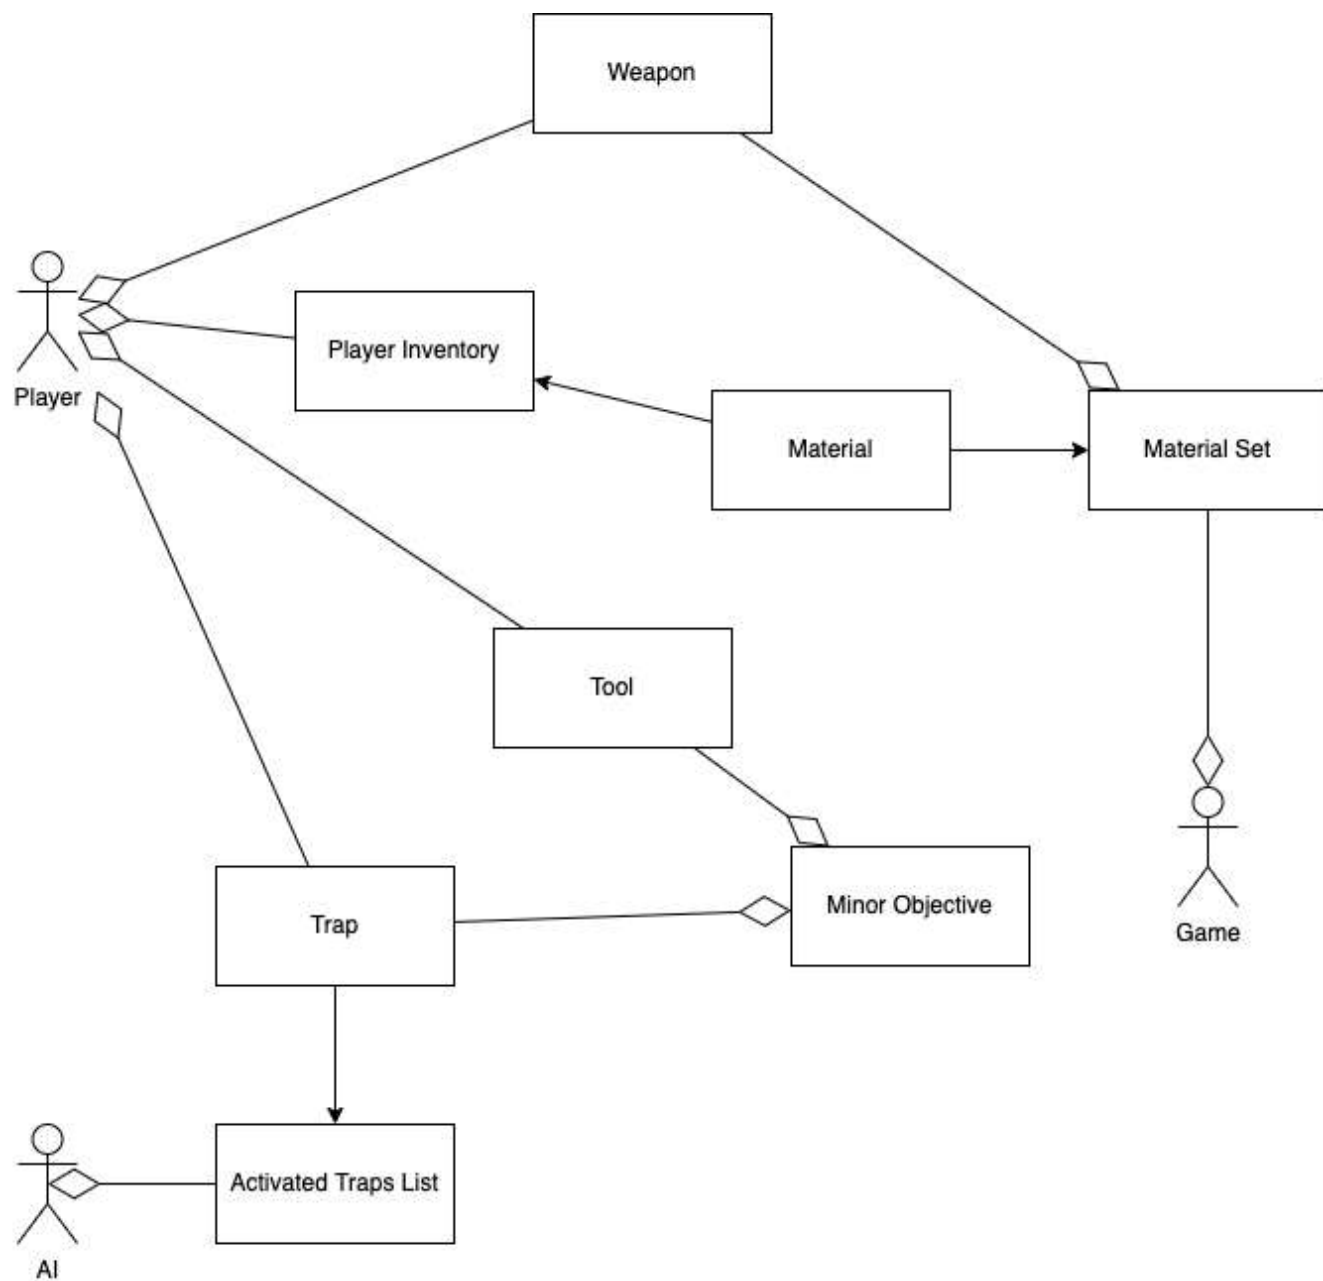 Weapon
Player Inventory
Player
Material
Material Set
Tool
Trap
Minor Objective
Game
Activated Traps List
AI